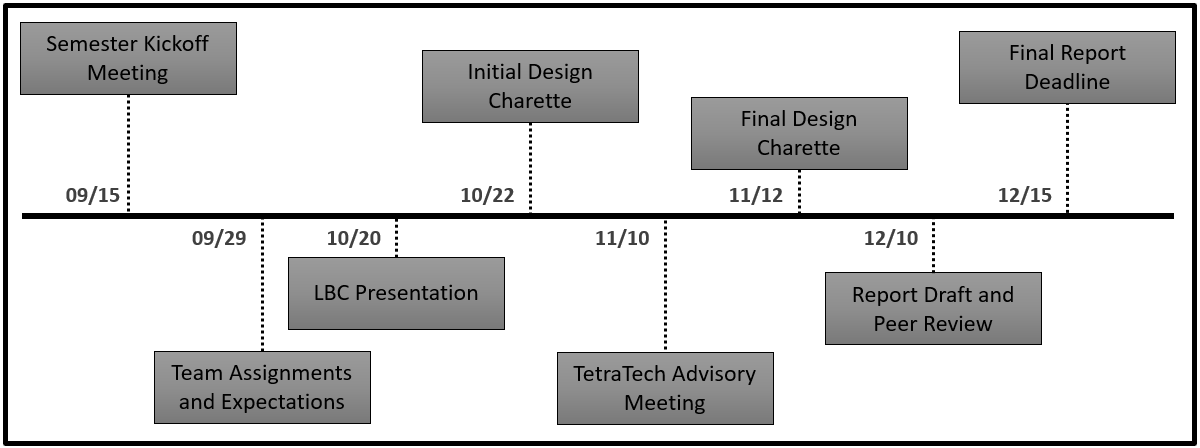 Semester Kickoff
Meeting
09/15
Team Assignments
and Expectations
09/29
LBC Presentation
10/20
Initial Design
Charette
10/22
TetraTech Advisory
Meeting
11/10
Final Design
Charette
11/12
Report Draft and
Peer Review
12/10
Final Report
Deadline
12/15